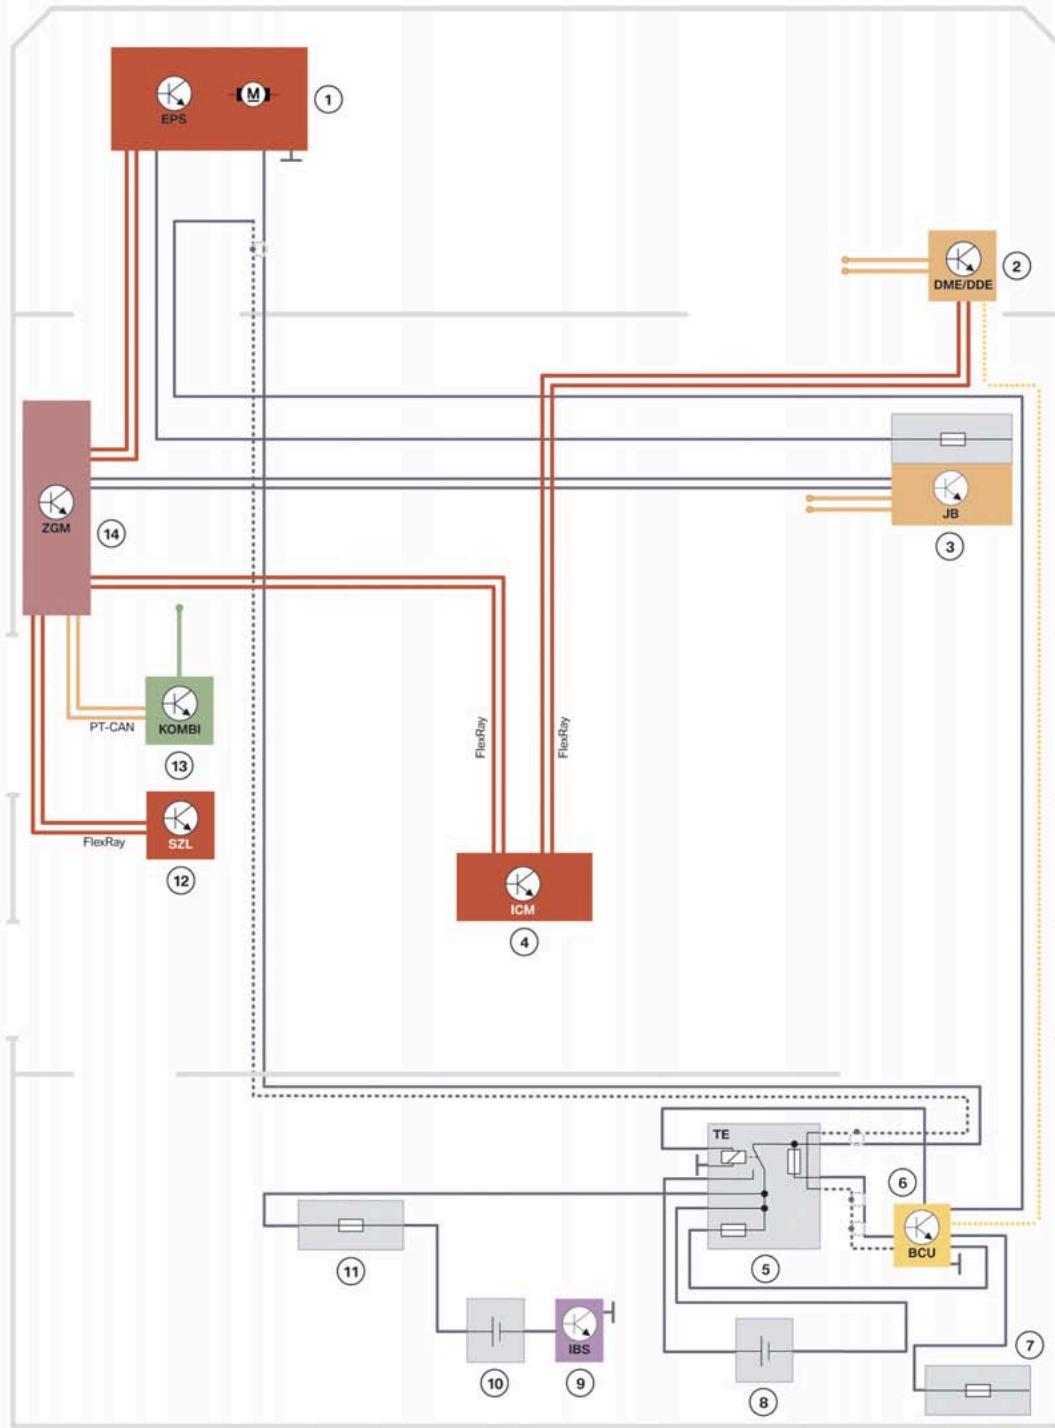 EPS
M
1
2
DME/DDE
ZGM
14
JB
3
PT-CAN
KOMBI
13
FlexRay
FlexRay
SZL
FlexRay
12
ICM
4
TE
6
BCU
5
11
7
IBS
10
9
8